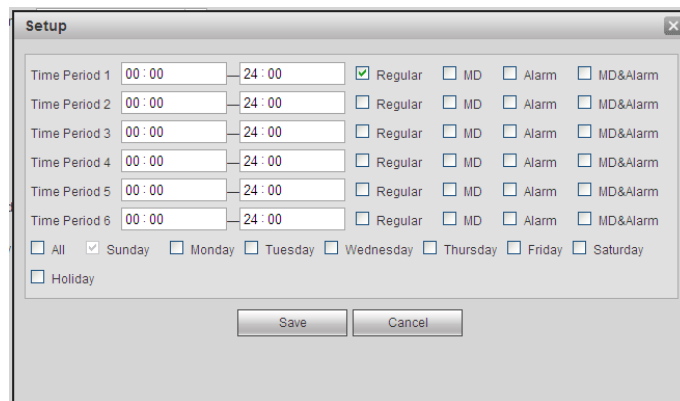 Setup
Time Period 1 00:00 — 24:00 Regular MD Alarm MD&Alarm
Time Period 2 00:00 — 24:00 Regular MD Alarm MD&Alarm
Time Period 3 00:00 — 24:00 Regular MD Alarm MD&Alarm
Time Period 4 00:00 — 24:00 Regular MD Alarm MD&Alarm
Time Period 5 00:00 — 24:00 Regular MD Alarm MD&Alarm
Time Period 6 00:00 — 24:00 Regular MD Alarm MD&Alarm
All Sunday Monday Tuesday Wednesday Thursday Friday Saturday
Holiday
Save Cancel